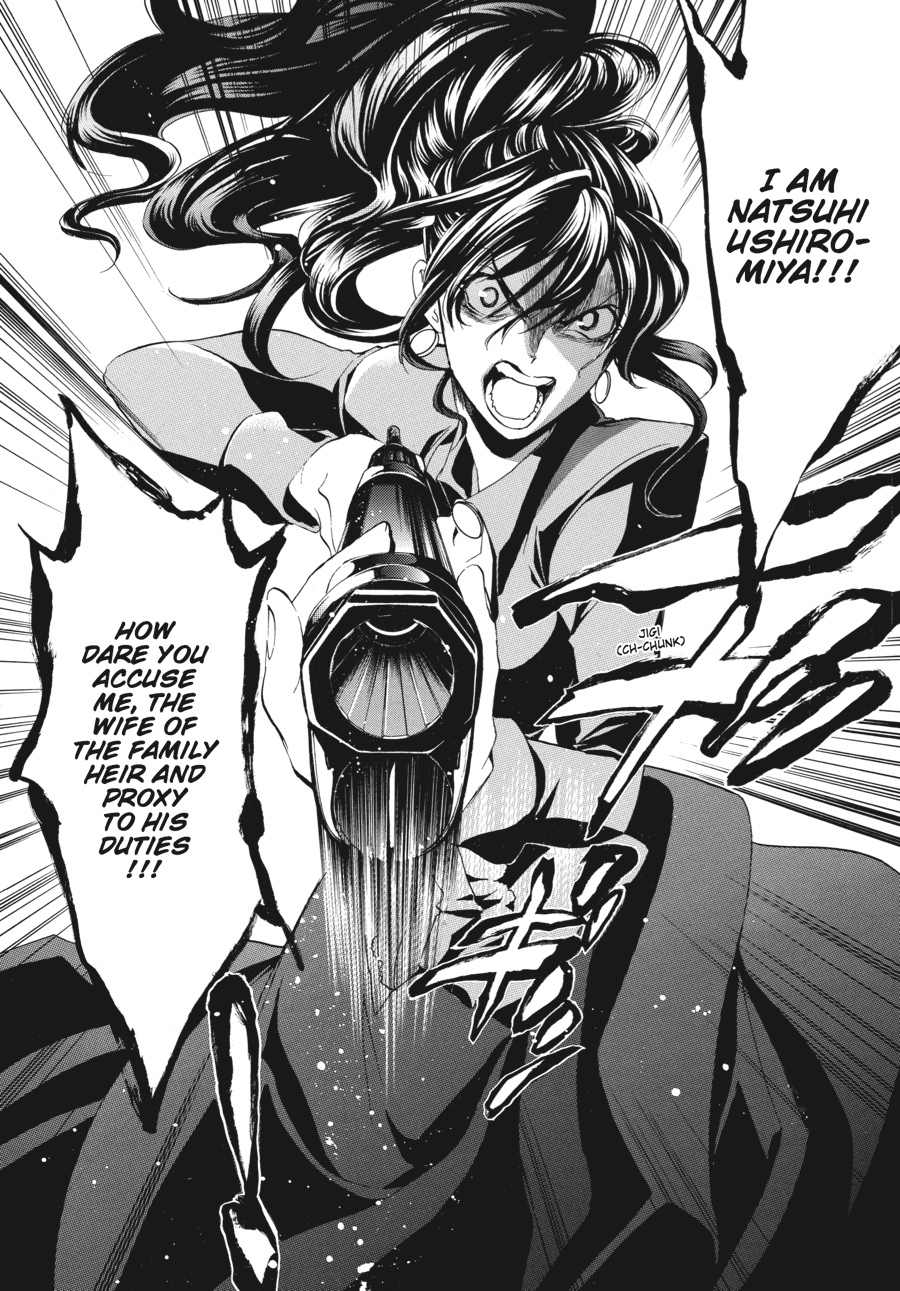 I AM
NATSUHI
USHIRO-
MIYA!!!
JIGI
(CH-CHUNK)
HOW
DARE YOU
ACCUSE
ME, THE
WIFE OF
THE FAMILY
HEIR AND
PROXY
TO HIS
DUTIES
!!!